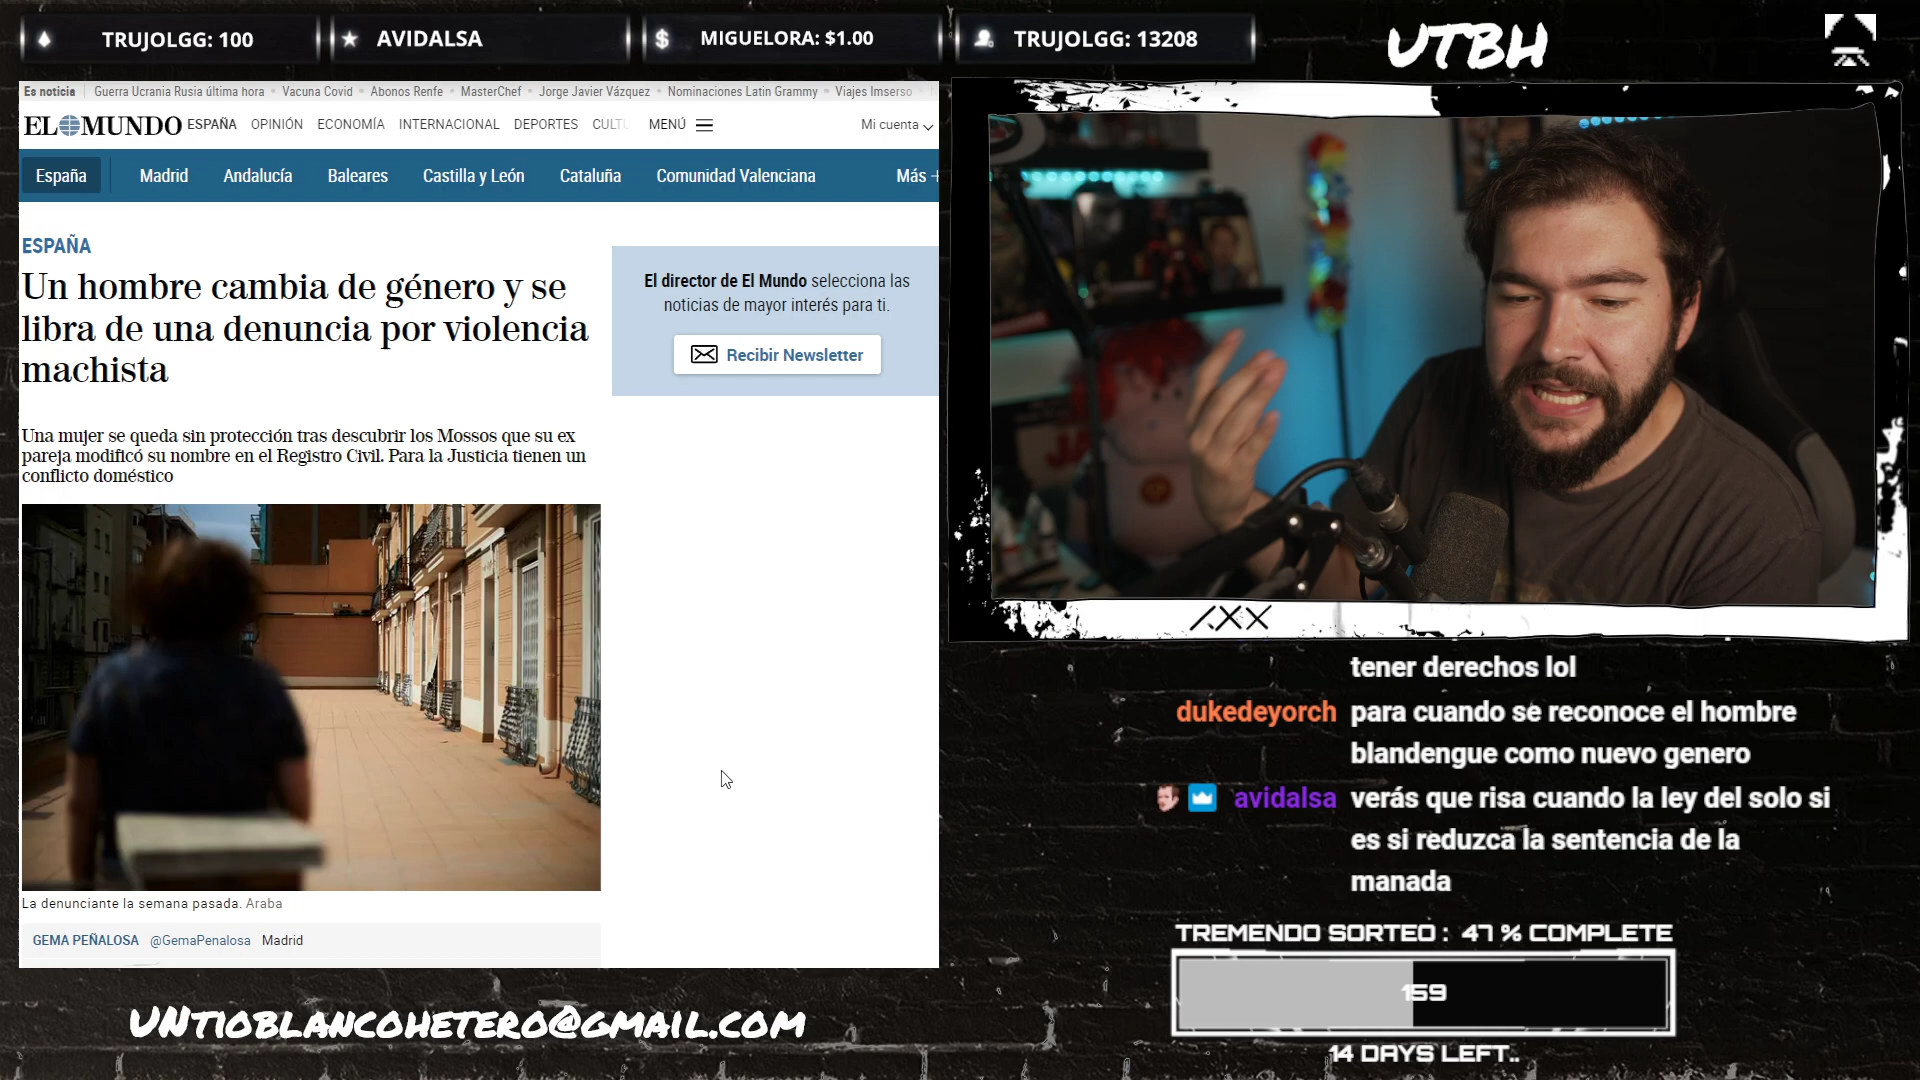 TRUJOLGG: 100
AVIDALSA
MIGUELORA: $1.00
TRUJOLGG: 13208
UTBH
Es noticia Guerra Ucrania Rusia última hora Vacuna Covid Abonos Renfe MasterChef Jorge Javier Vázquez Nominaciones Latin Grammy Viajes Imserso
EL MUNDO ESPAÑA OPINIÓN ECONOMÍA INTERNACIONAL DEPORTES CULTU MENÚ Mi cuenta
España Madrid Andalucía Baleares Castilla y León Cataluña Comunidad Valenciana Más +
ESPAÑA
Un hombre cambia de género y se
libra de una denuncia por violencia
machista
Una mujer se queda sin protección tras descubrir los Mossos que su ex
pareja modificó su nombre en el Registro Civil. Para la Justicia tienen un
conflicto doméstico
El director de El Mundo selecciona las
noticias de mayor interés para ti.
Recibir Newsletter
La denunciante la semana pasada. Araba
GEMA PEÑALOSA @GemaPenalosa Madrid
UNtioblancohetero@gmail.com
tener derechos lol
dukedeyorch para cuando se reconoce el hombre
blandengue como nuevo genero
avidalsa verás que risa cuando la ley del solo si
es si reduzca la sentencia de la
manada
TREMENDO SORTEO : 47 % COMPLETE
159
14 DAYS LEFT..